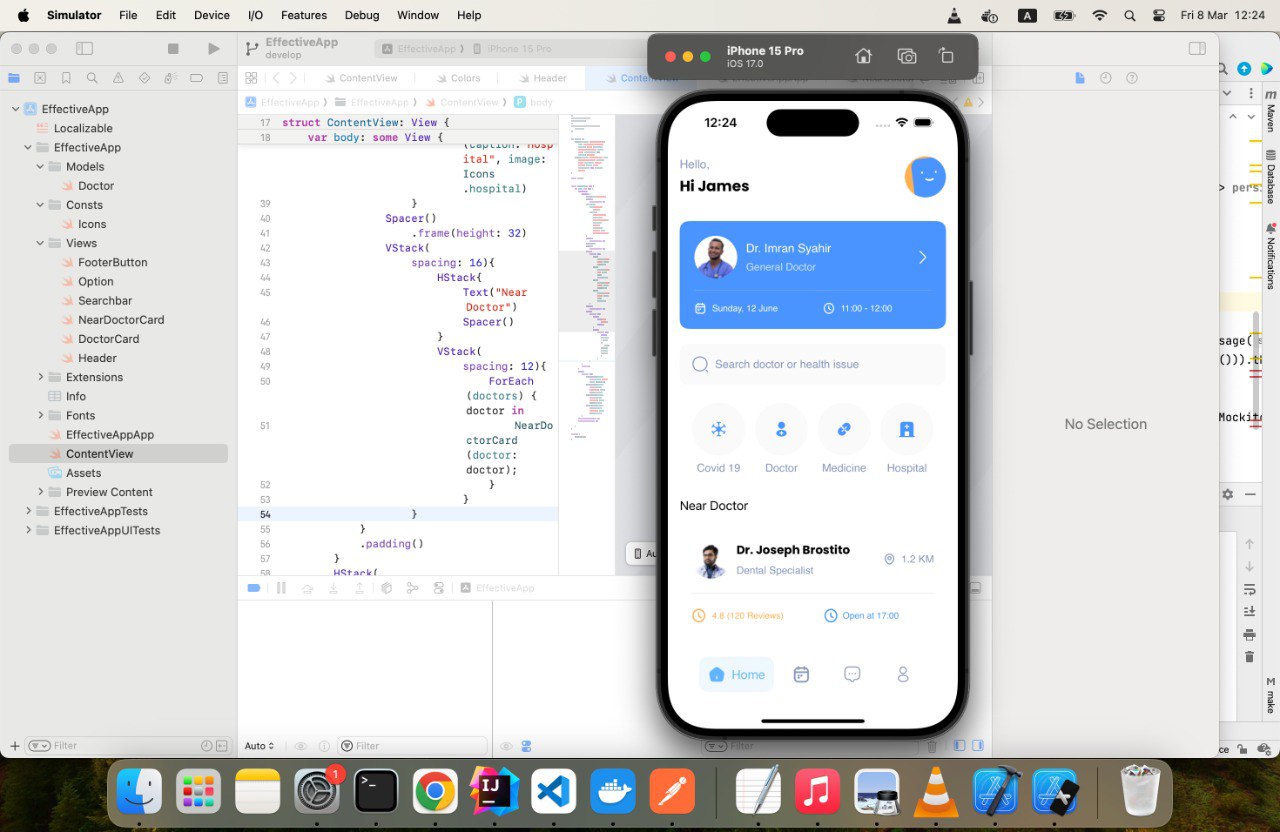 Simulator File Edit Device I/O Features Debug Window Help
A Fri 8 Mar 12:24
EffectiveApp
develop
EffectiveApp iPhone 15 Pro
iPhone 15 Pro
iOS 17.0
ContentView Colors Header
EffectiveApp EffectiveApp ContentView P body
EffectiveApp
Localizable
EffectiveApp
Models
Doctor
Consts
Icons
Views
FooterButton
Option
Searchbar
NearDoctorCard
DoctorCard
Header
Extensions
Info
Fonts
EffectiveAppApp
ContentView
Assets
Preview Content
EffectiveAppTests
EffectiveAppUITests
Filter
17 struct ContentView: View {
18 var body: some View {
ital", image:
Icons
.hospital)
39 }
40 Spacer()
41 .frame(height: 32)
42 VStack(
43 spacing: 16){
44 HStack{
45 Text("Near
Doctor")
46 Spacer()
47 }
48 VStack(
49 spacing: 12){
50 ForEach
(doctors) {
doctor in
51 NearDo
ctorCard
(doctor:
doctor);
52 }
53 }
54 }
55 }
56 .padding()
57 }
58 HStack(
EffectiveApp
Auto
Filter
Filter
12:24
Hello,
Hi James
Dr. Imran Syahir
General Doctor
Sunday, 12 June
11:00 - 12:00
Search doctor or health issue
Covid 19
Doctor
Medicine
Hospital
Near Doctor
Dr. Joseph Brostito
Dental Specialist
1.2 KM
4.8 (120 Reviews)
Open at 17:00
Home
No Selection
Maven
Database
Notifications
make
> pers
sage(
Mockit
1